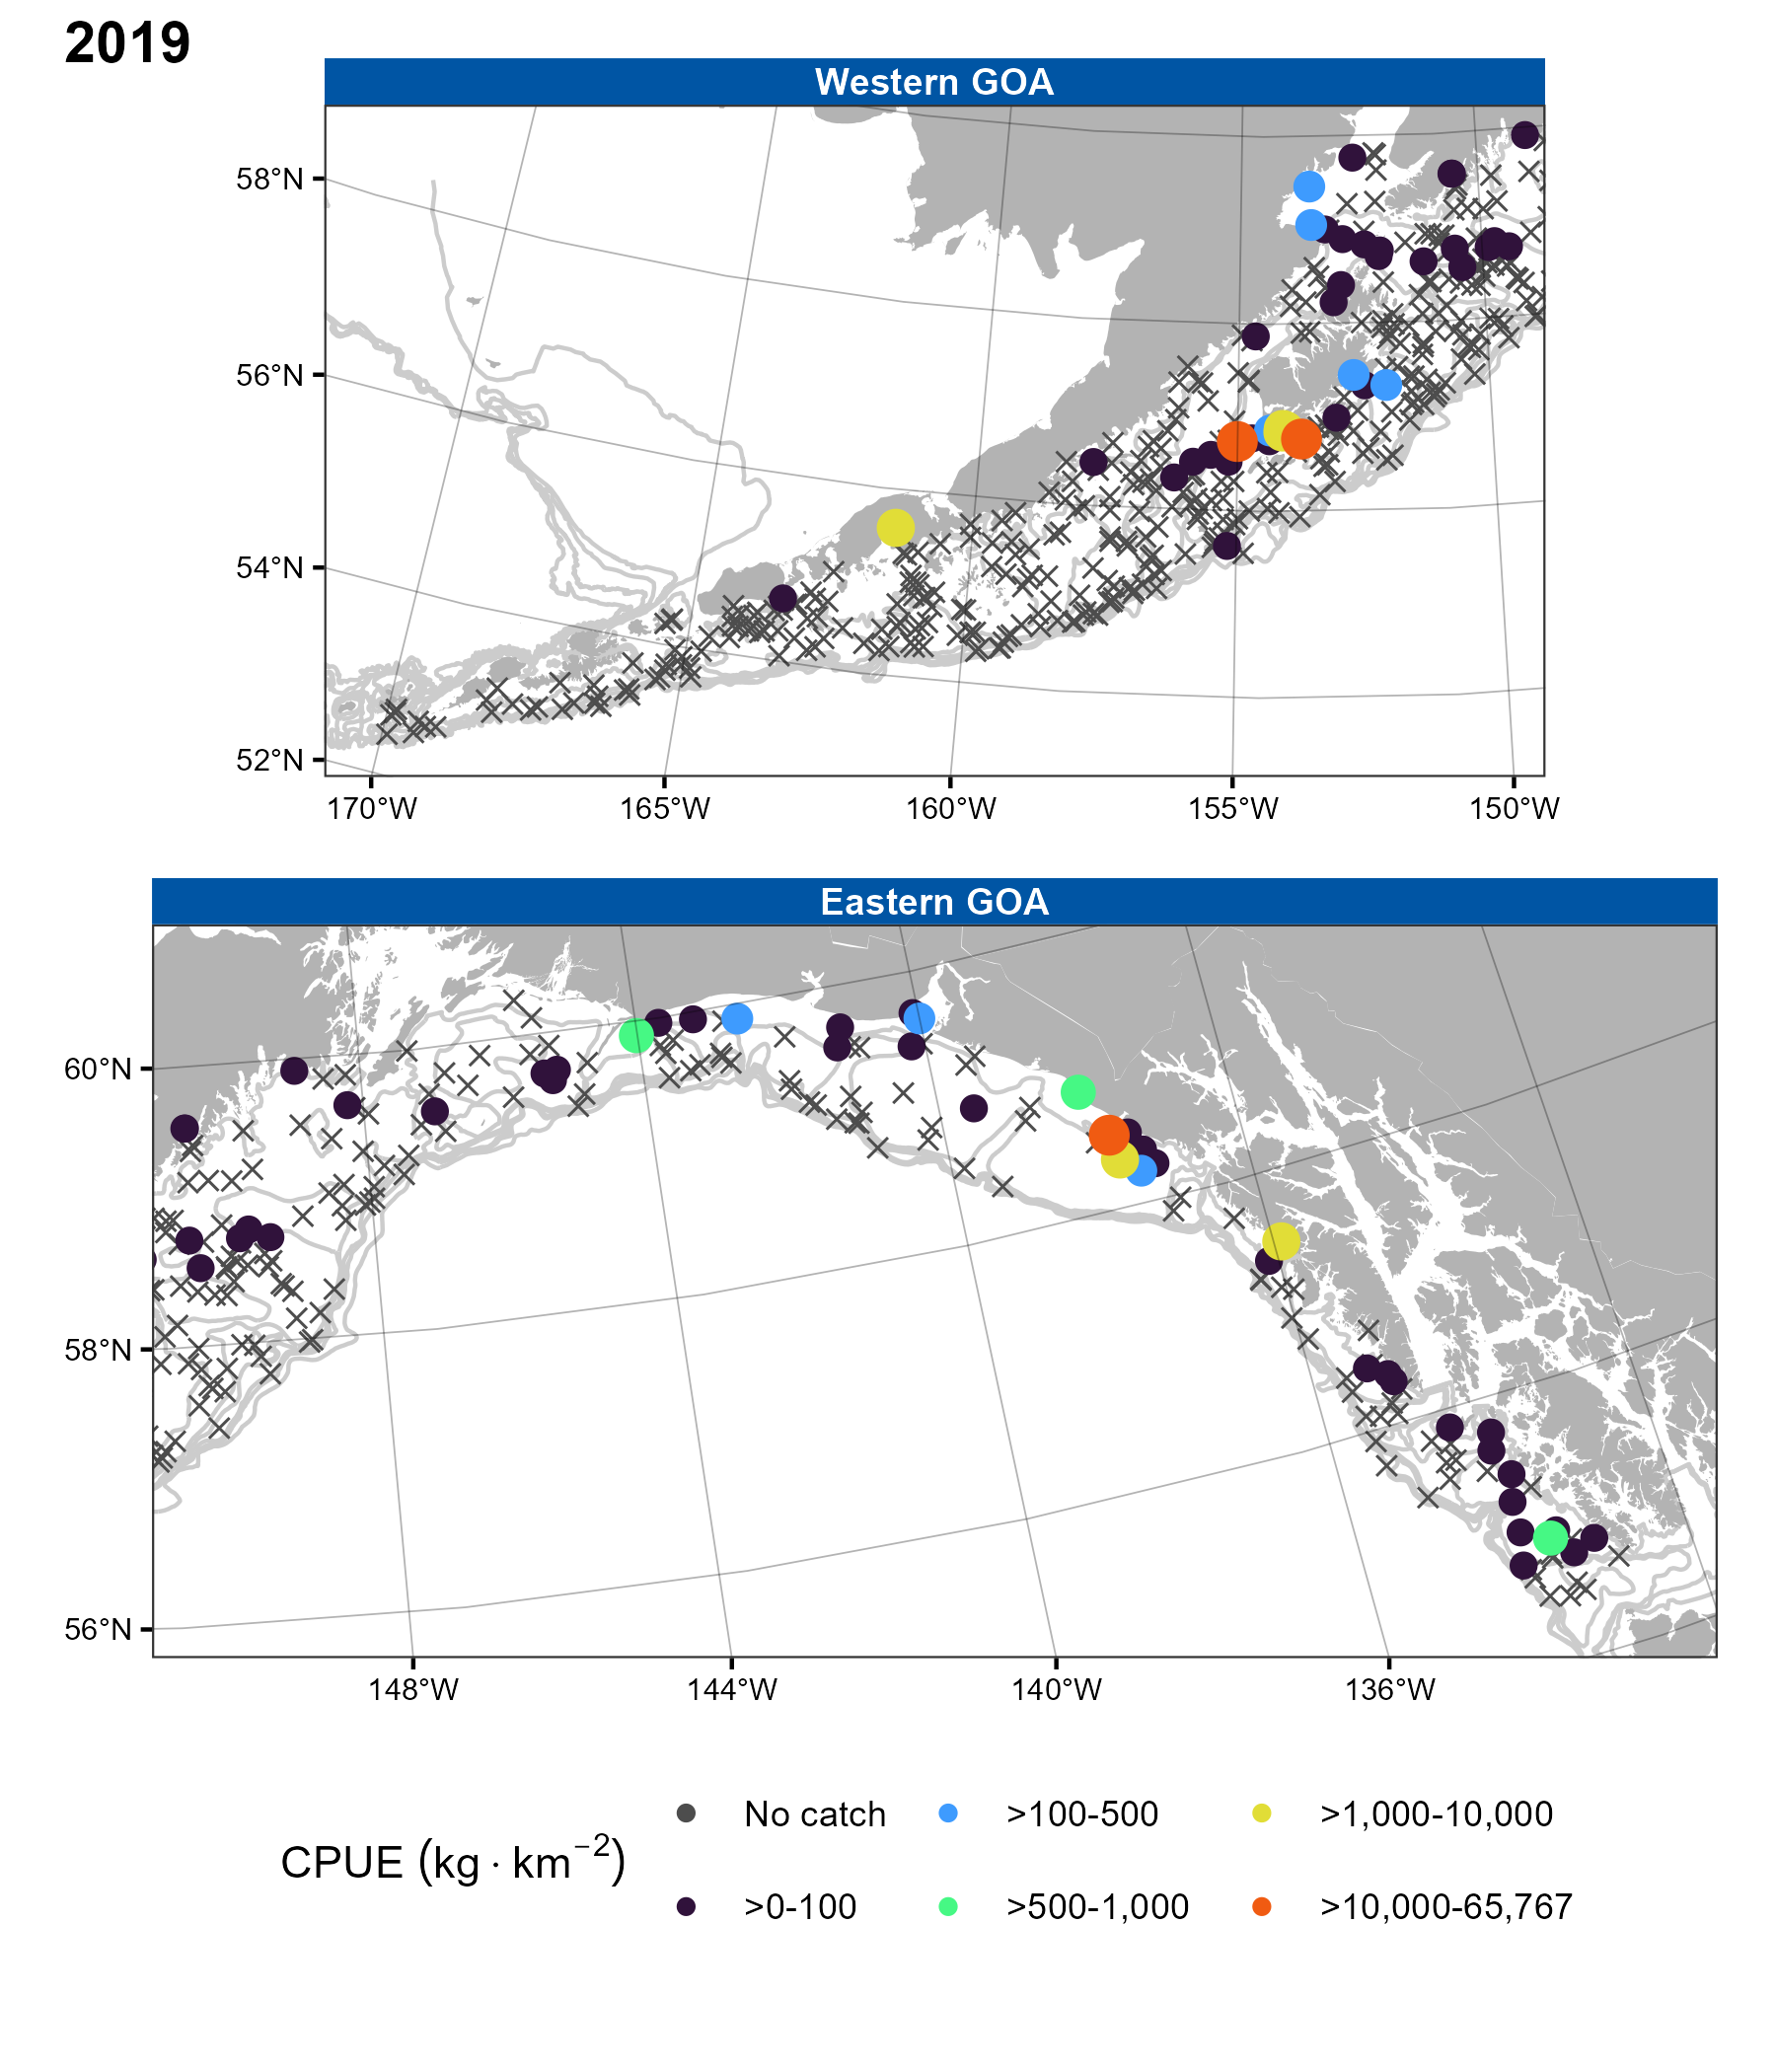 2019
Western GOA
58°N
56°N
54°N
52°N
170°W 165°W 160°W 155°W 150°W
Eastern GOA
60°N
58°N
56°N
148°W 144°W 140°W 136°W
CPUE (kg · km⁻²)
No catch >100-500 >1,000-10,000
>0-100 >500-1,000 >10,000-65,767